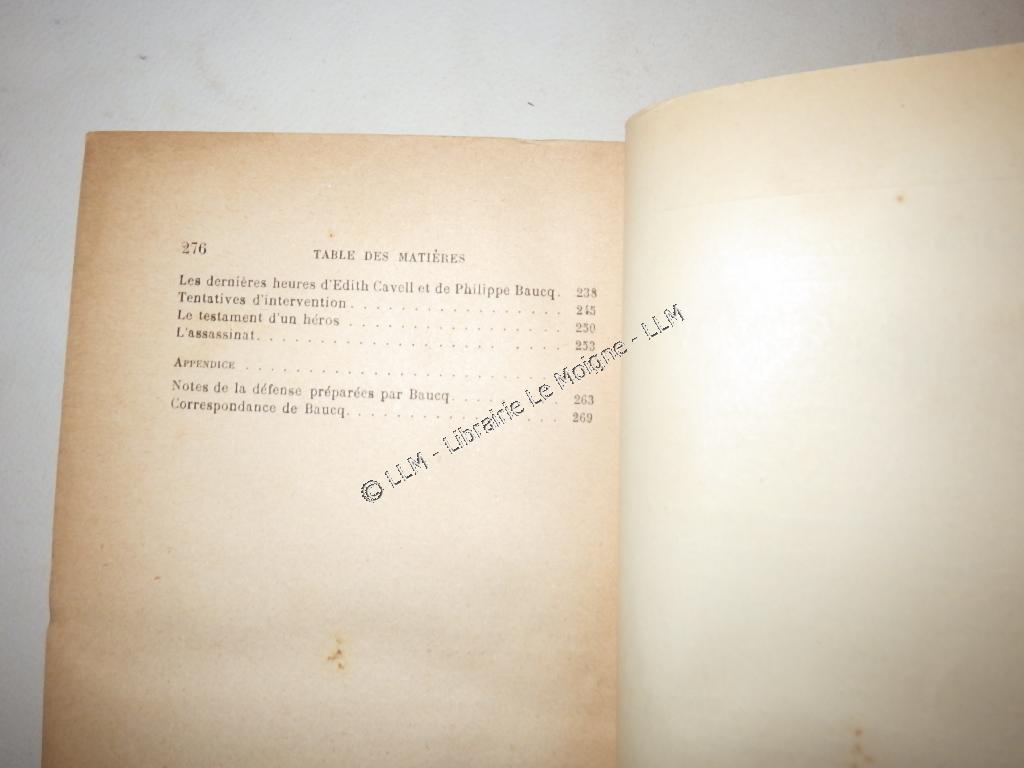 276
TABLE DES MATIÈRES
Les dernières heures d'Edith Cavell et de Philippe Baucq. 238
Tentatives d'intervention . . . . . . . . . . . . . . . 245
Le testament d'un héros . . . . . . . . . . . . . . . 250
L'assassinat. . . . . . . . . . . . . . . . . . . . 253
APPENDICE . . . . . . . . . . . . . . . . . . . .
Notes de la défense préparées par Baucq. . . . . . . . 263
Correspondance de Baucq. . . . . . . . . . . . . . 269
© LLM - Librairie Le Moigne - LLM